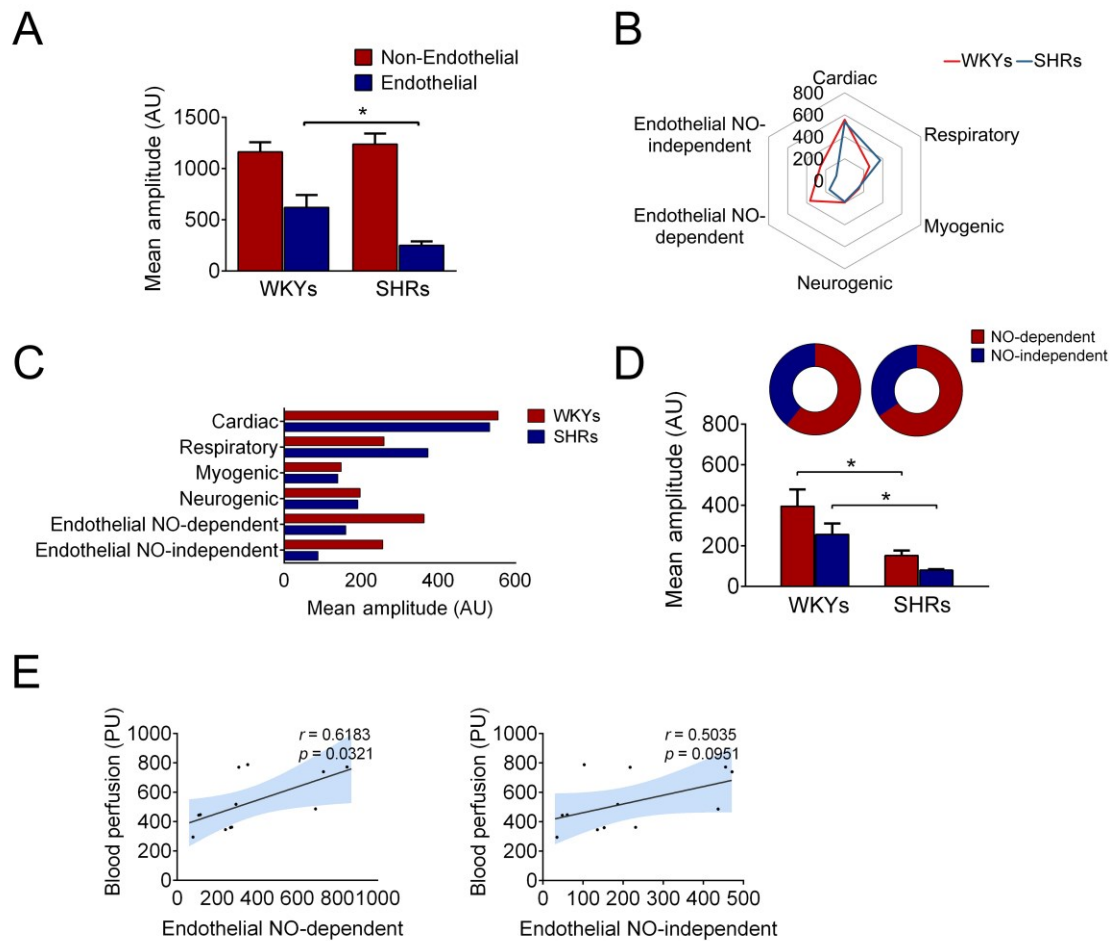 A
Non-Endothelial
Endothelial
Mean amplitude (AU)
1500
1000
500
0
*
WKYs
SHRs
B
WKYs
SHRs
Cardiac
800
600
400
200
0
Respiratory
Myogenic
Neurogenic
Endothelial NO-
dependent
Endothelial NO-
independent
C
WKYs
SHRs
Cardiac
Respiratory
Myogenic
Neurogenic
Endothelial NO-dependent
Endothelial NO-independent
0 200 400 600
Mean amplitude (AU)
D
NO-dependent
NO-independent
Mean amplitude (AU)
800
600
400
200
0
*
*
WKYs
SHRs
E
Blood perfusion (PU)
1000
800
600
400
200
0
r = 0.6183
p = 0.0321
0 200 400 600 800 1000
Endothelial NO-dependent
Blood perfusion (PU)
1000
800
600
400
200
0
r = 0.5035
p = 0.0951
0 100 200 300 400 500
Endothelial NO-independent